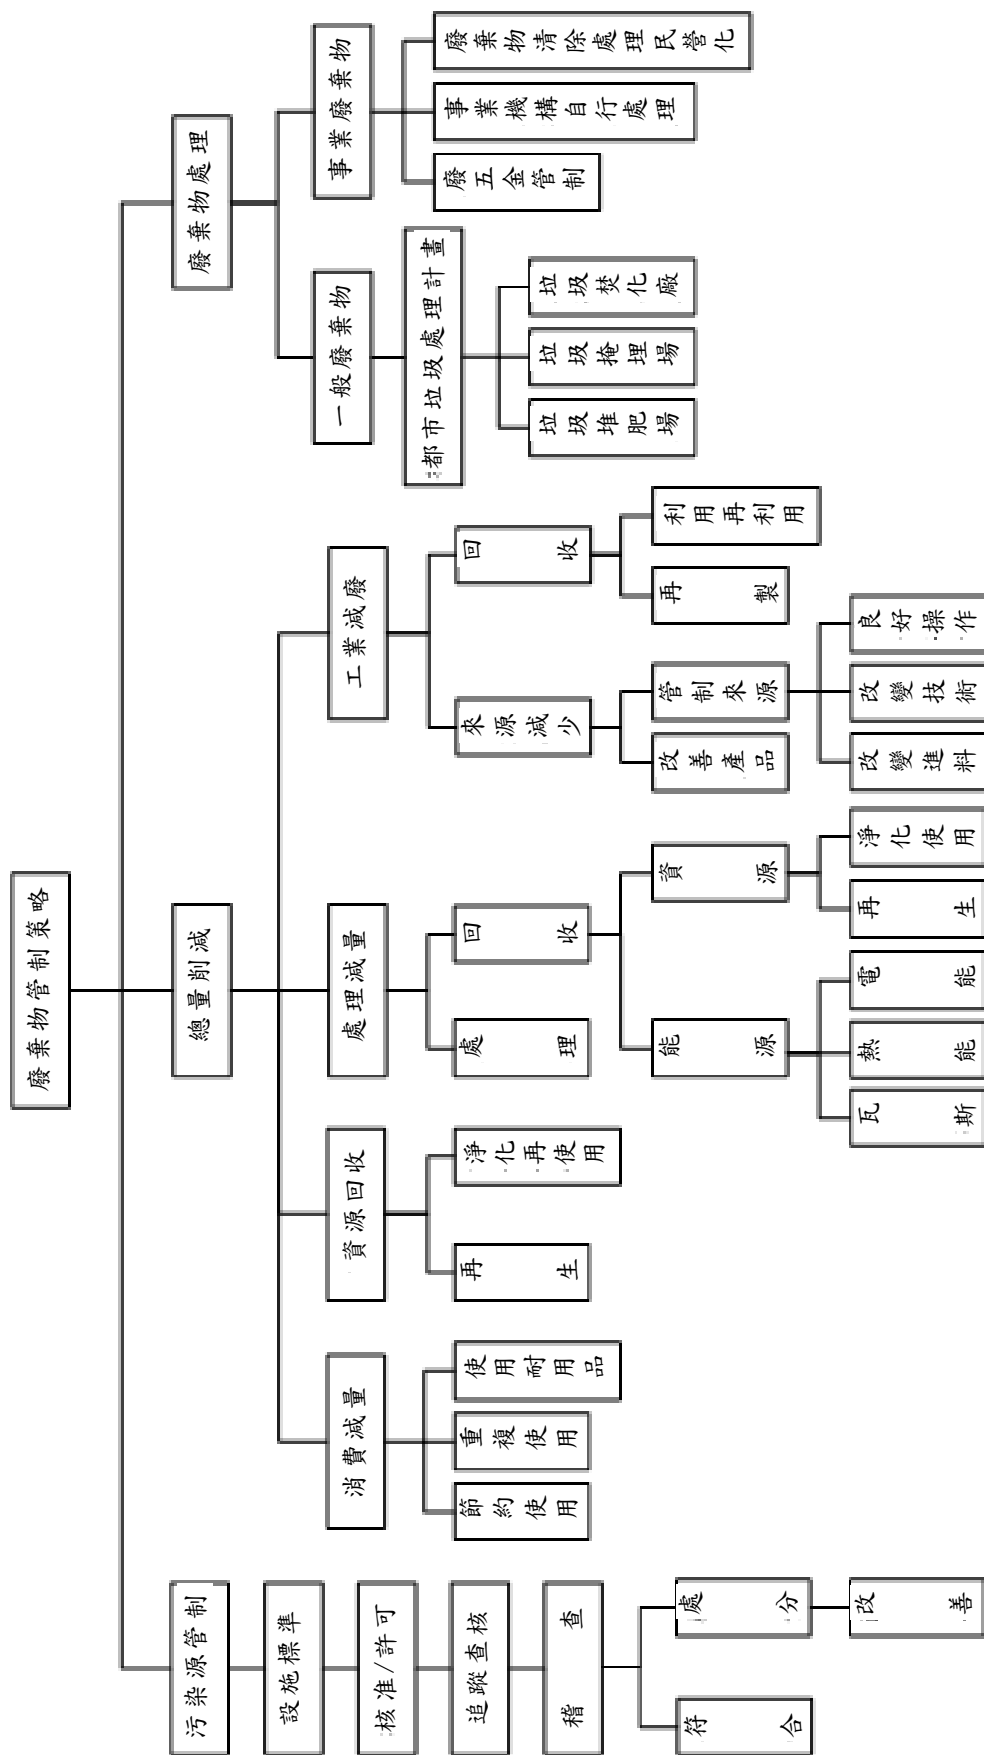 廢棄物管制策略
污染源管制
設施標準
核准/許可
追蹤查核
稽查
符合
處分
改善
總量削減
消費減量
節約使用
重複使用
使用耐用品
資源回收
再生
淨化再使用
處理減量
處理
回收
能源
瓦斯
熱能
電能
資源
再生
淨化使用
工業減廢
來源減少
改善產品
管制來源
改變進料
改變技術
良好操作
回收
再製
利用再利用
廢棄物處理
一般廢棄物
都市垃圾處理計畫
垃圾堆肥場
垃圾掩埋場
垃圾焚化廠
事業廢棄物
廢五金管制
事業機構自行處理
廢棄物清除處理民營化